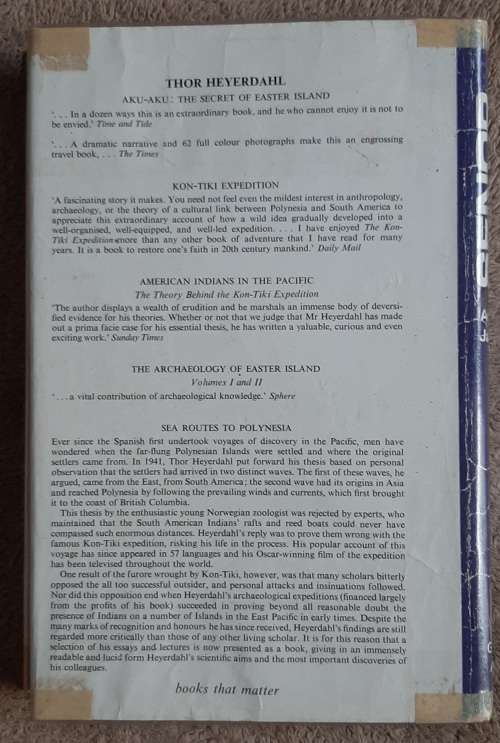 THOR HEYERDAHL
AKU-AKU: THE SECRET OF EASTER ISLAND
'. . . In a dozen ways this is an extraordinary book, and he who cannot enjoy it is not to
be envied.' Time and Tide
'. . . A dramatic narrative and 62 full colour photographs make this an engrossing
travel book, . . . The Times
KON-TIKI EXPEDITION
'A fascinating story it makes. You need not feel even the mildest interest in anthropology,
archaeology, or the theory of a cultural link between Polynesia and South America to
appreciate this extraordinary account of how a wild idea gradually developed into a
well-organised, well-equipped, and well-led expedition. . . . I have enjoyed The Kon-
Tiki Expedition more than any other book of adventure that I have read for many
years. It is a book to restore one's faith in 20th century mankind.' Daily Mail
AMERICAN INDIANS IN THE PACIFIC
The Theory Behind the Kon-Tiki Expedition
'The author displays a wealth of erudition and he marshals an immense body of deversi-
fied evidence for his theories. Whether or not we judge that Mr Heyerdahl has made
out a prima facie case for his essential thesis, he has written a valuable, curious and even
exciting work.' Sunday Times
THE ARCHAEOLOGY OF EASTER ISLAND
Volumes I and II
'. . . a vital contribution of archaeological knowledge.' Sphere
SEA ROUTES TO POLYNESIA
Ever since the Spanish first undertook voyages of discovery in the Pacific, men have
wondered when the far-flung Polynesian Islands were settled and where the original
settlers came from. In 1941, Thor Heyerdahl put forward his thesis based on personal
observation that the settlers had arrived in two distinct waves. The first of these waves, he
argued, came from the East, from South America; the second wave had its origins in Asia
and reached Polynesia by following the prevailing winds and currents, which first brought
it to the coast of British Columbia.
This thesis by the enthusiastic young Norwegian zoologist was rejected by experts, who
maintained that the South American Indians' rafts and reed boats could never have
compassed such enormous distances. Heyerdahl's reply was to prove them wrong with the
famous Kon-Tiki expedition, risking his life in the process. His popular account of this
voyage has since appeared in 57 languages and his Oscar-winning film of the expedition
has been televised throughout the world.
One result of the furore wrought by Kon-Tiki, however, was that many scholars bitterly
opposed the all too successful outsider, and personal attacks and insinuations followed.
Nor did this opposition end when Heyerdahl's archaeological expeditions (financed largely
from the profits of his book) succeeded in proving beyond all reasonable doubt the
presence of Indians on a number of Islands in the East Pacific in early times. Despite the
many marks of recognition and honours he has since received, Heyerdahl's findings are still
regarded more critically than those of any other living scholar. It is for this reason that a
selection of his essays and lectures is now presented as a book, giving in an immensely
readable and lucid form Heyerdahl's scientific aims and the most important discoveries of
his colleagues.
books that matter